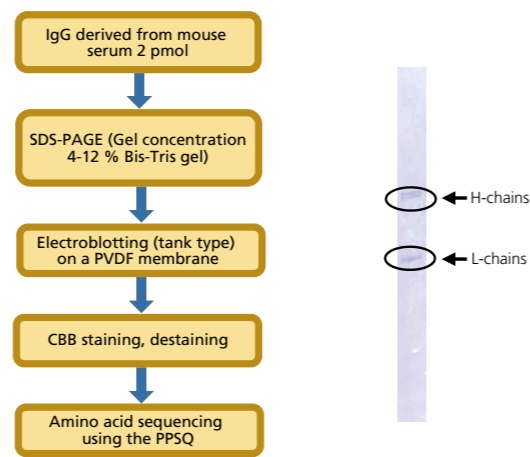 IgG derived from mouse
serum 2 pmol
SDS-PAGE (Gel concentration
4-12 % Bis-Tris gel)
Electroblotting (tank type)
on a PVDF membrane
CBB staining, destaining
Amino acid sequencing
using the PPSQ
H-chains
L-chains